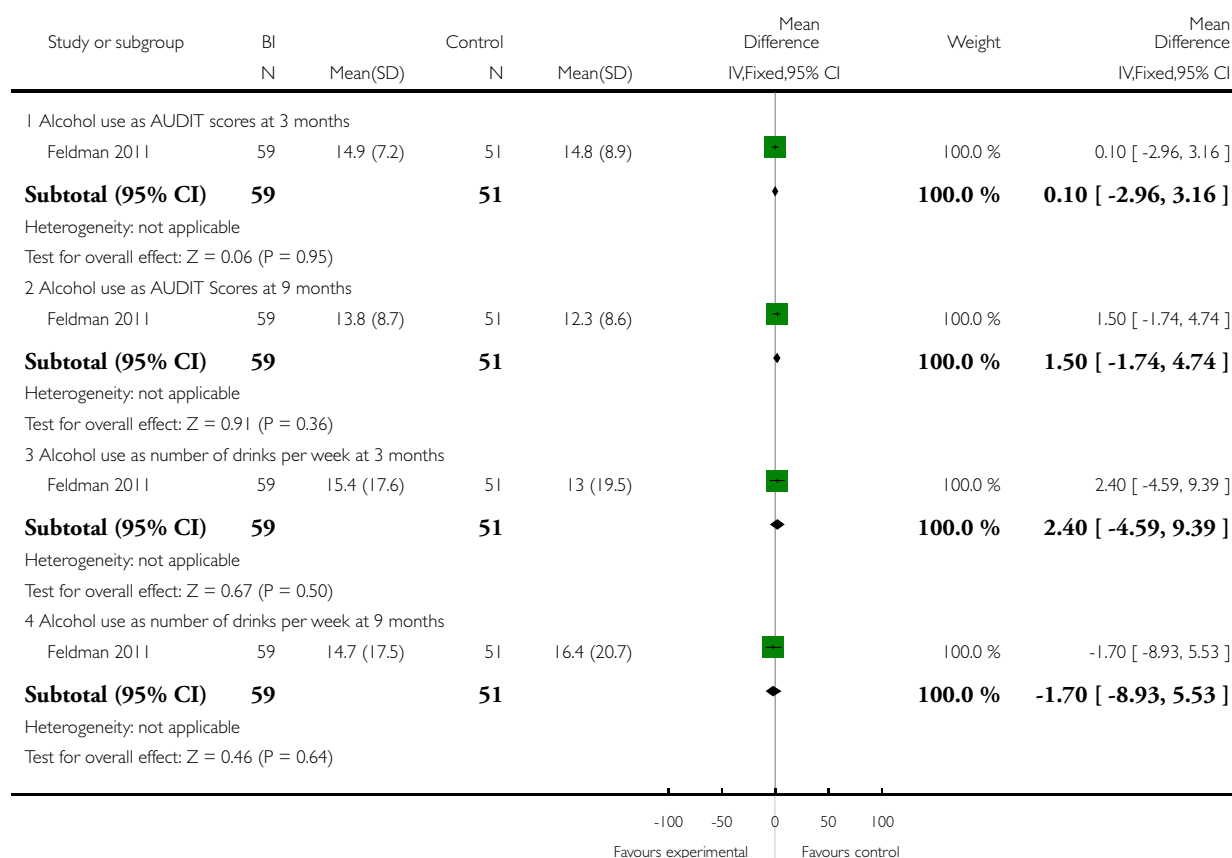 Study or subgroup BI Control Mean Difference Weight Mean Difference
N Mean(SD) N Mean(SD) IV,Fixed,95% CI IV,Fixed,95% CI
1 Alcohol use as AUDIT scores at 3 months
Feldman 2011 59 14.9 (7.2) 51 14.8 (8.9) 100.0 % 0.10 [ -2.96, 3.16 ]
Subtotal (95% CI) 59 51 100.0 % 0.10 [ -2.96, 3.16 ]
Heterogeneity: not applicable
Test for overall effect: Z = 0.06 (P = 0.95)
2 Alcohol use as AUDIT Scores at 9 months
Feldman 2011 59 13.8 (8.7) 51 12.3 (8.6) 100.0 % 1.50 [ -1.74, 4.74 ]
Subtotal (95% CI) 59 51 100.0 % 1.50 [ -1.74, 4.74 ]
Heterogeneity: not applicable
Test for overall effect: Z = 0.91 (P = 0.36)
3 Alcohol use as number of drinks per week at 3 months
Feldman 2011 59 15.4 (17.6) 51 13 (19.5) 100.0 % 2.40 [ -4.59, 9.39 ]
Subtotal (95% CI) 59 51 100.0 % 2.40 [ -4.59, 9.39 ]
Heterogeneity: not applicable
Test for overall effect: Z = 0.67 (P = 0.50)
4 Alcohol use as number of drinks per week at 9 months
Feldman 2011 59 14.7 (17.5) 51 16.4 (20.7) 100.0 % -1.70 [ -8.93, 5.53 ]
Subtotal (95% CI) 59 51 100.0 % -1.70 [ -8.93, 5.53 ]
Heterogeneity: not applicable
Test for overall effect: Z = 0.46 (P = 0.64)
-100 -50 0 50 100
Favours experimental Favours control